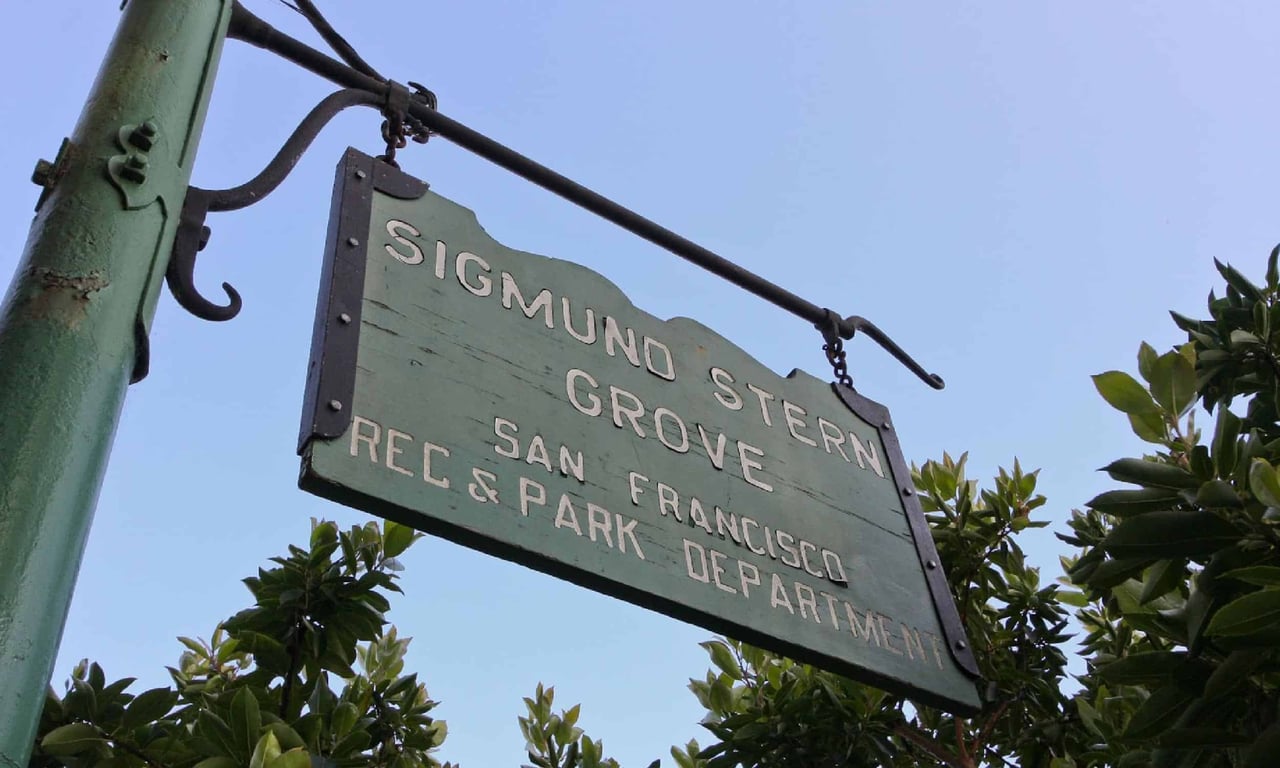 SIGMUND STERN
GROVE
SAN FRANCISCO
REC & PARK DEPARTMENT